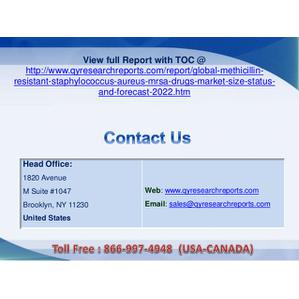 View full Report with TOC @
http://www.qyresearchreports.com/report/global-methicillin-
resistant-staphylococcus-aureus-mrsa-drugs-market-size-status-
and-forecast-2022.htm
Contact Us
Head Office:
1820 Avenue
M Suite #1047
Brooklyn, NY 11230
United States
Web: www.qyresearchreports.com
Email: sales@qyresearchreports.com
Toll Free : 866-997-4948 (USA-CANADA)